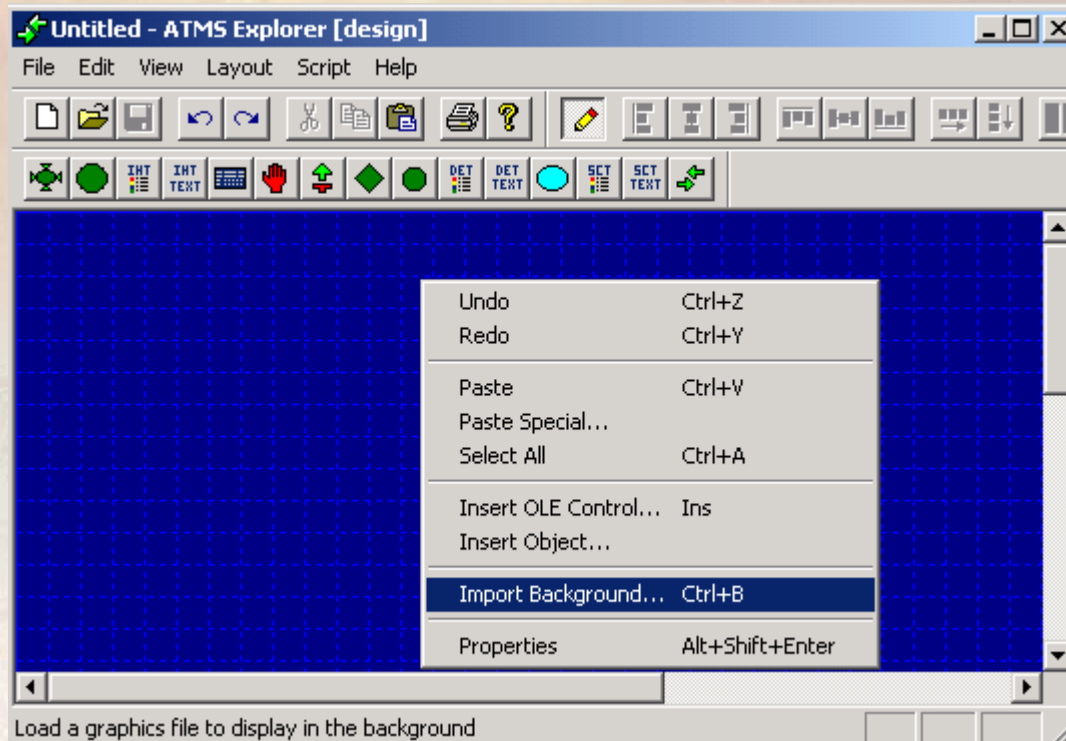 Untitled - ATMS Explorer [design]
File Edit View Layout Script Help
INT INT TEXT DET DET TEXT SCT SCT TEXT
Undo Ctrl+Z
Redo Ctrl+Y
Paste Ctrl+V
Paste Special...
Select All Ctrl+A
Insert OLE Control... Ins
Insert Object...
Import Background... Ctrl+B
Properties Alt+Shift+Enter
Load a graphics file to display in the background